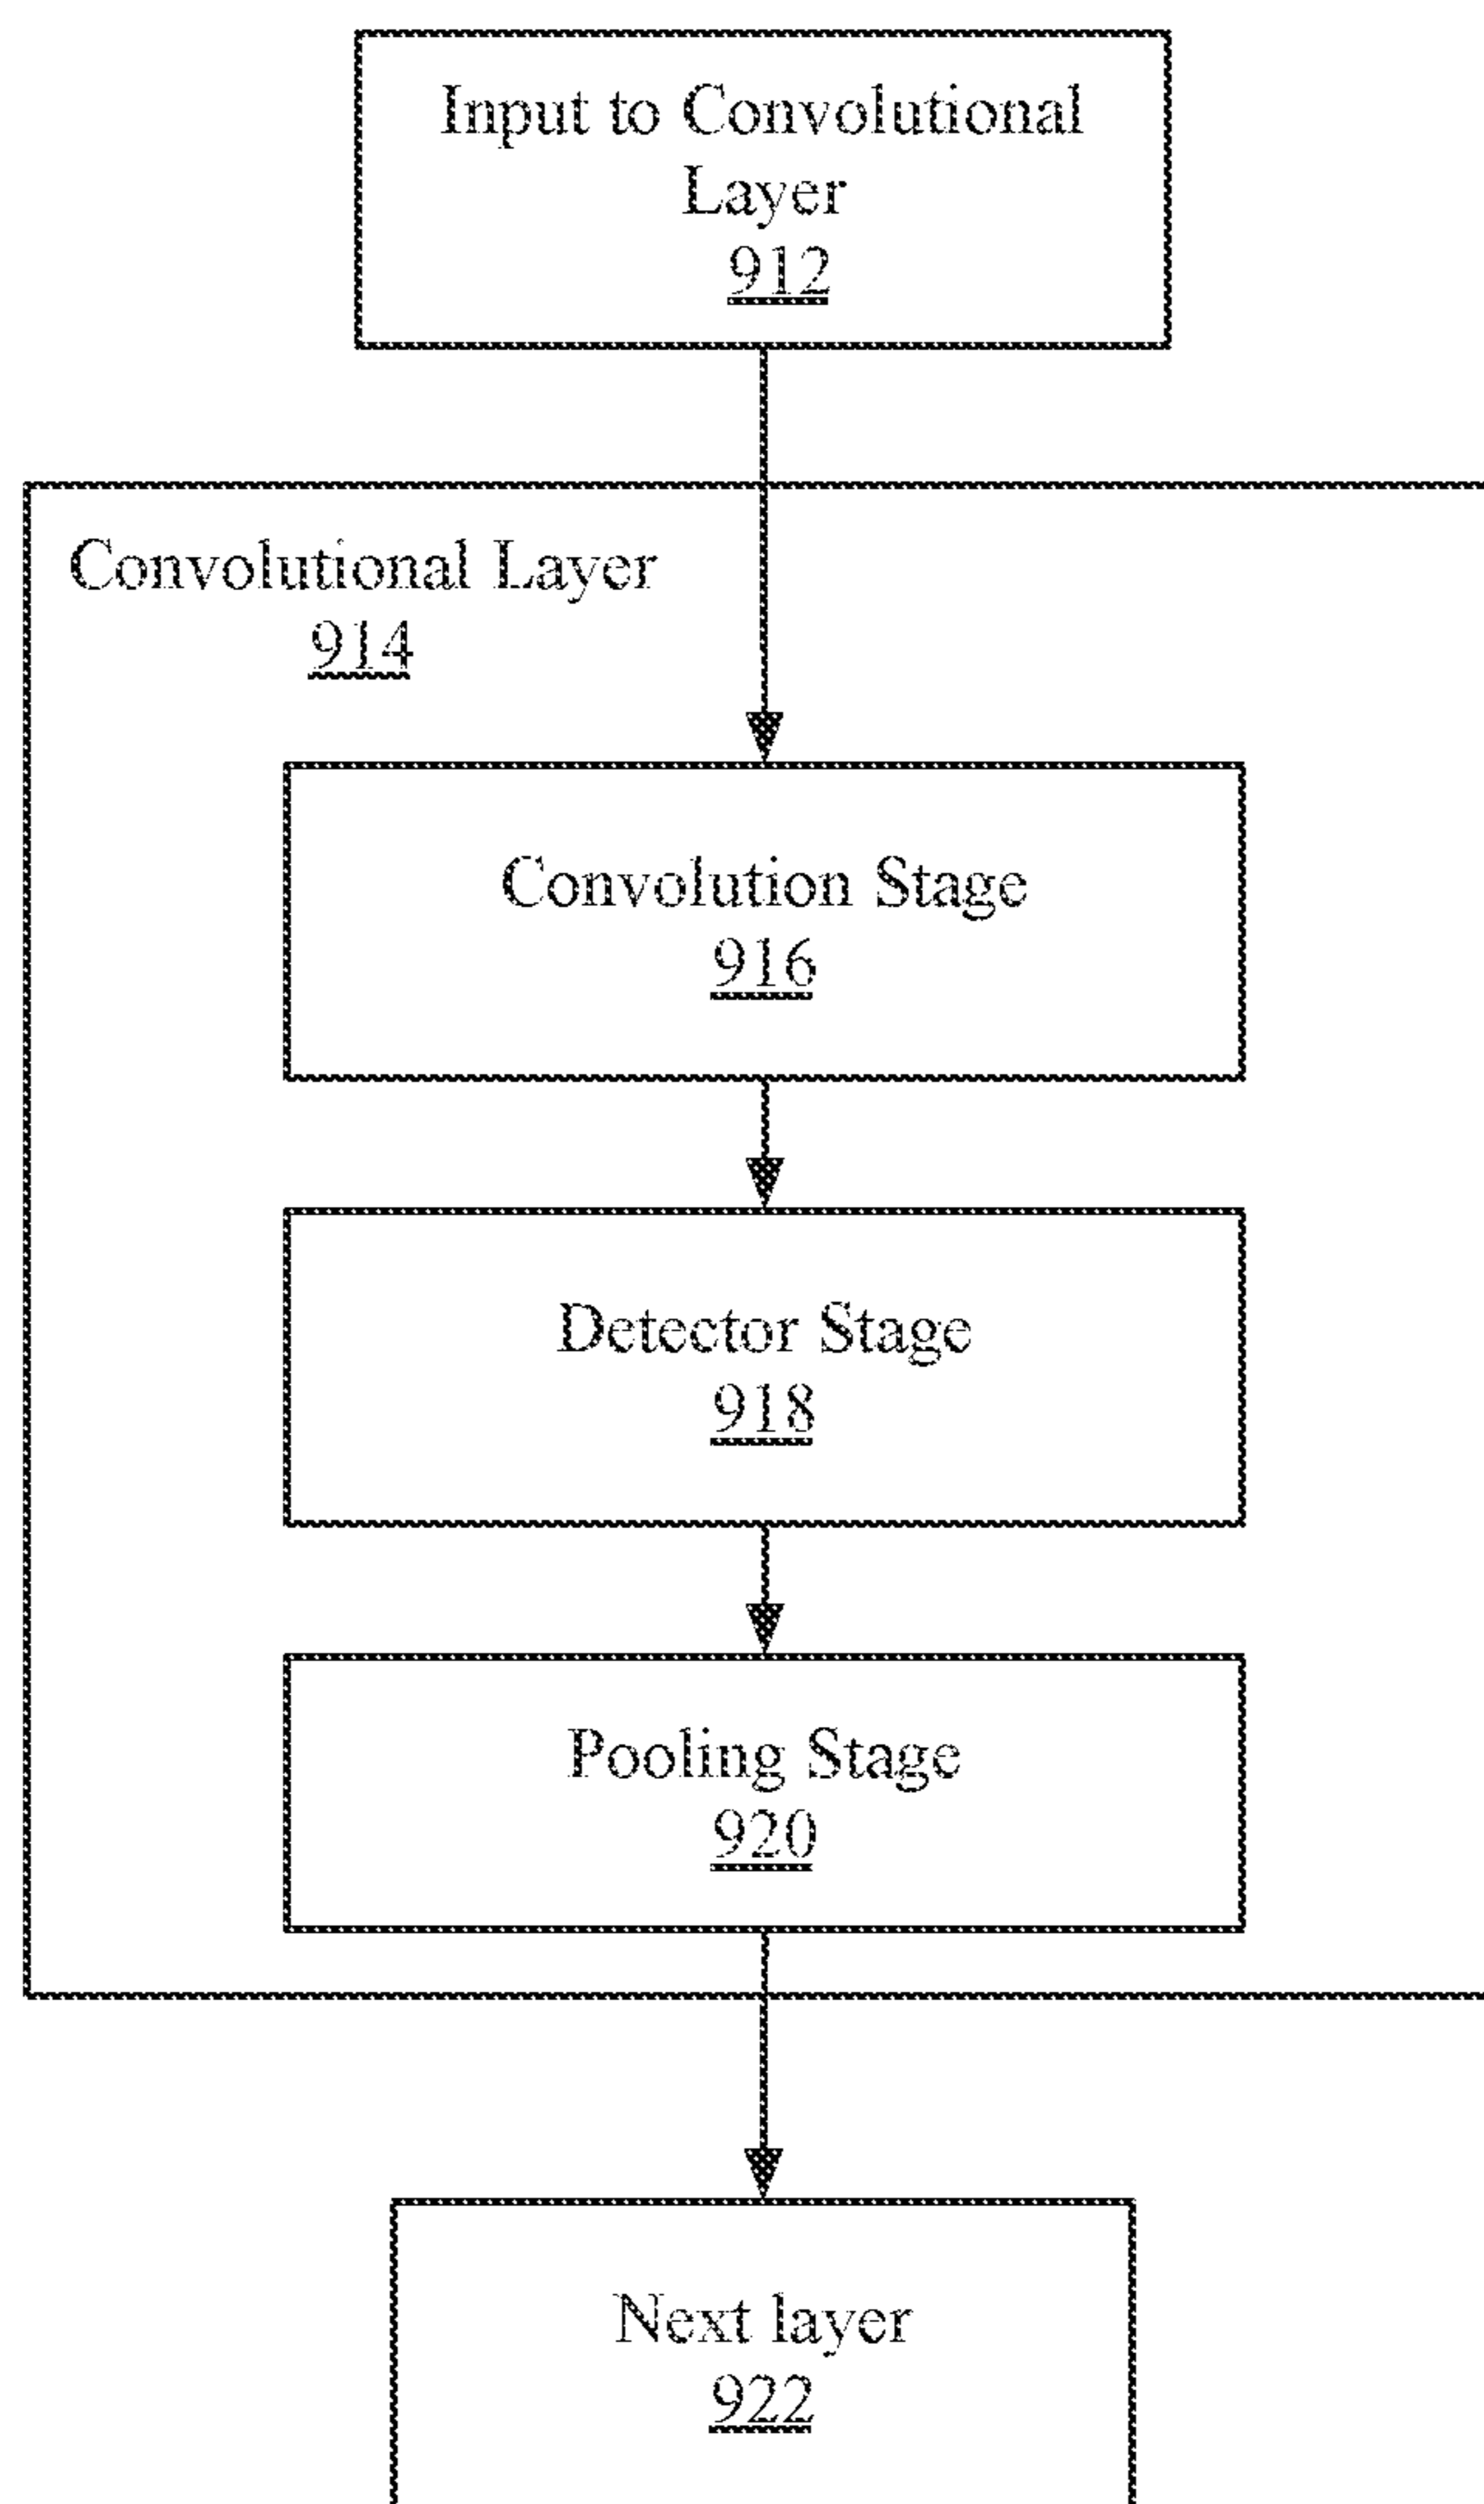 Input to Convolutional
Layer
912
Convolutional Layer
914
Convolution Stage
916
Detector Stage
918
Pooling Stage
920
Next layer
922